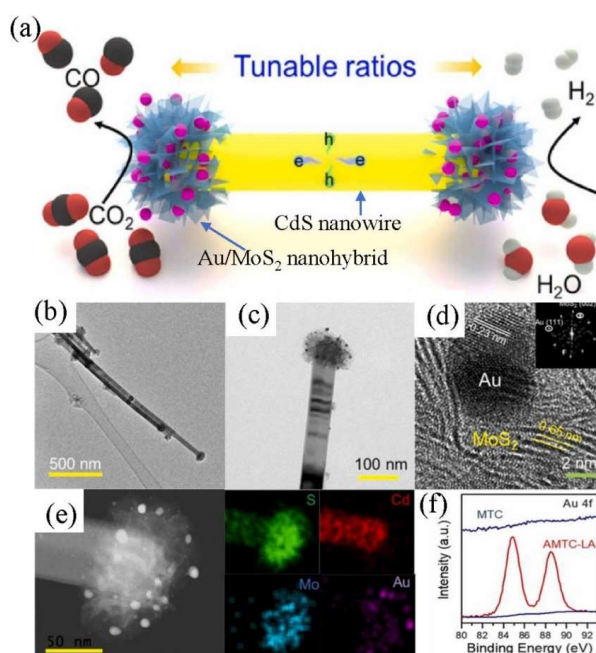 (a)
CO
Tunable ratios
H₂
h
e e
h
CO₂
CdS nanowire
Au/MoS₂ nanohybrid
H₂O
(b)
500 nm
(c)
100 nm
(d)
0.23 nm
Au (111)
MoS₂ (002)
Au
0.65 nm
MoS₂
2 nm
(e)
50 nm
S
Cd
Mo
Au
(f)
MTC
Au 4f
AMTC-LA
Intensity (a.u.)
80 82 84 86 88 90 92
Binding Energy (eV)